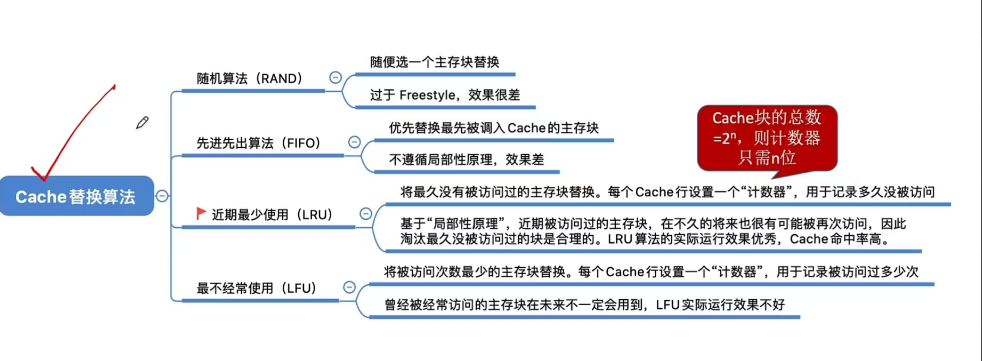 Cache替换算法
随机算法（RAND）
随便选一个主存块替换
过于 Freestyle，效果很差
先进先出算法（FIFO）
优先替换最先被调入Cache的主存块
不遵循局部性原理，效果差
Cache块的总数
=2ⁿ，则计数器
只需n位
近期最少使用（LRU）
将最久没有被访问过的主存块替换。每个Cache行设置一个“计数器”，用于记录多久没被访问
基于“局部性原理”，近期被访问过的主存块，在不久的将来也很有可能被再次访问，因此
淘汰最久没被访问过的块是合理的。LRU算法的实际运行效果优秀，Cache命中率高。
最不经常使用（LFU）
将被访问次数最少的主存块替换。每个Cache行设置一个“计数器”，用于记录被访问过多少次
曾经被经常访问的主存块在未来不一定会用到，LFU实际运行效果不好